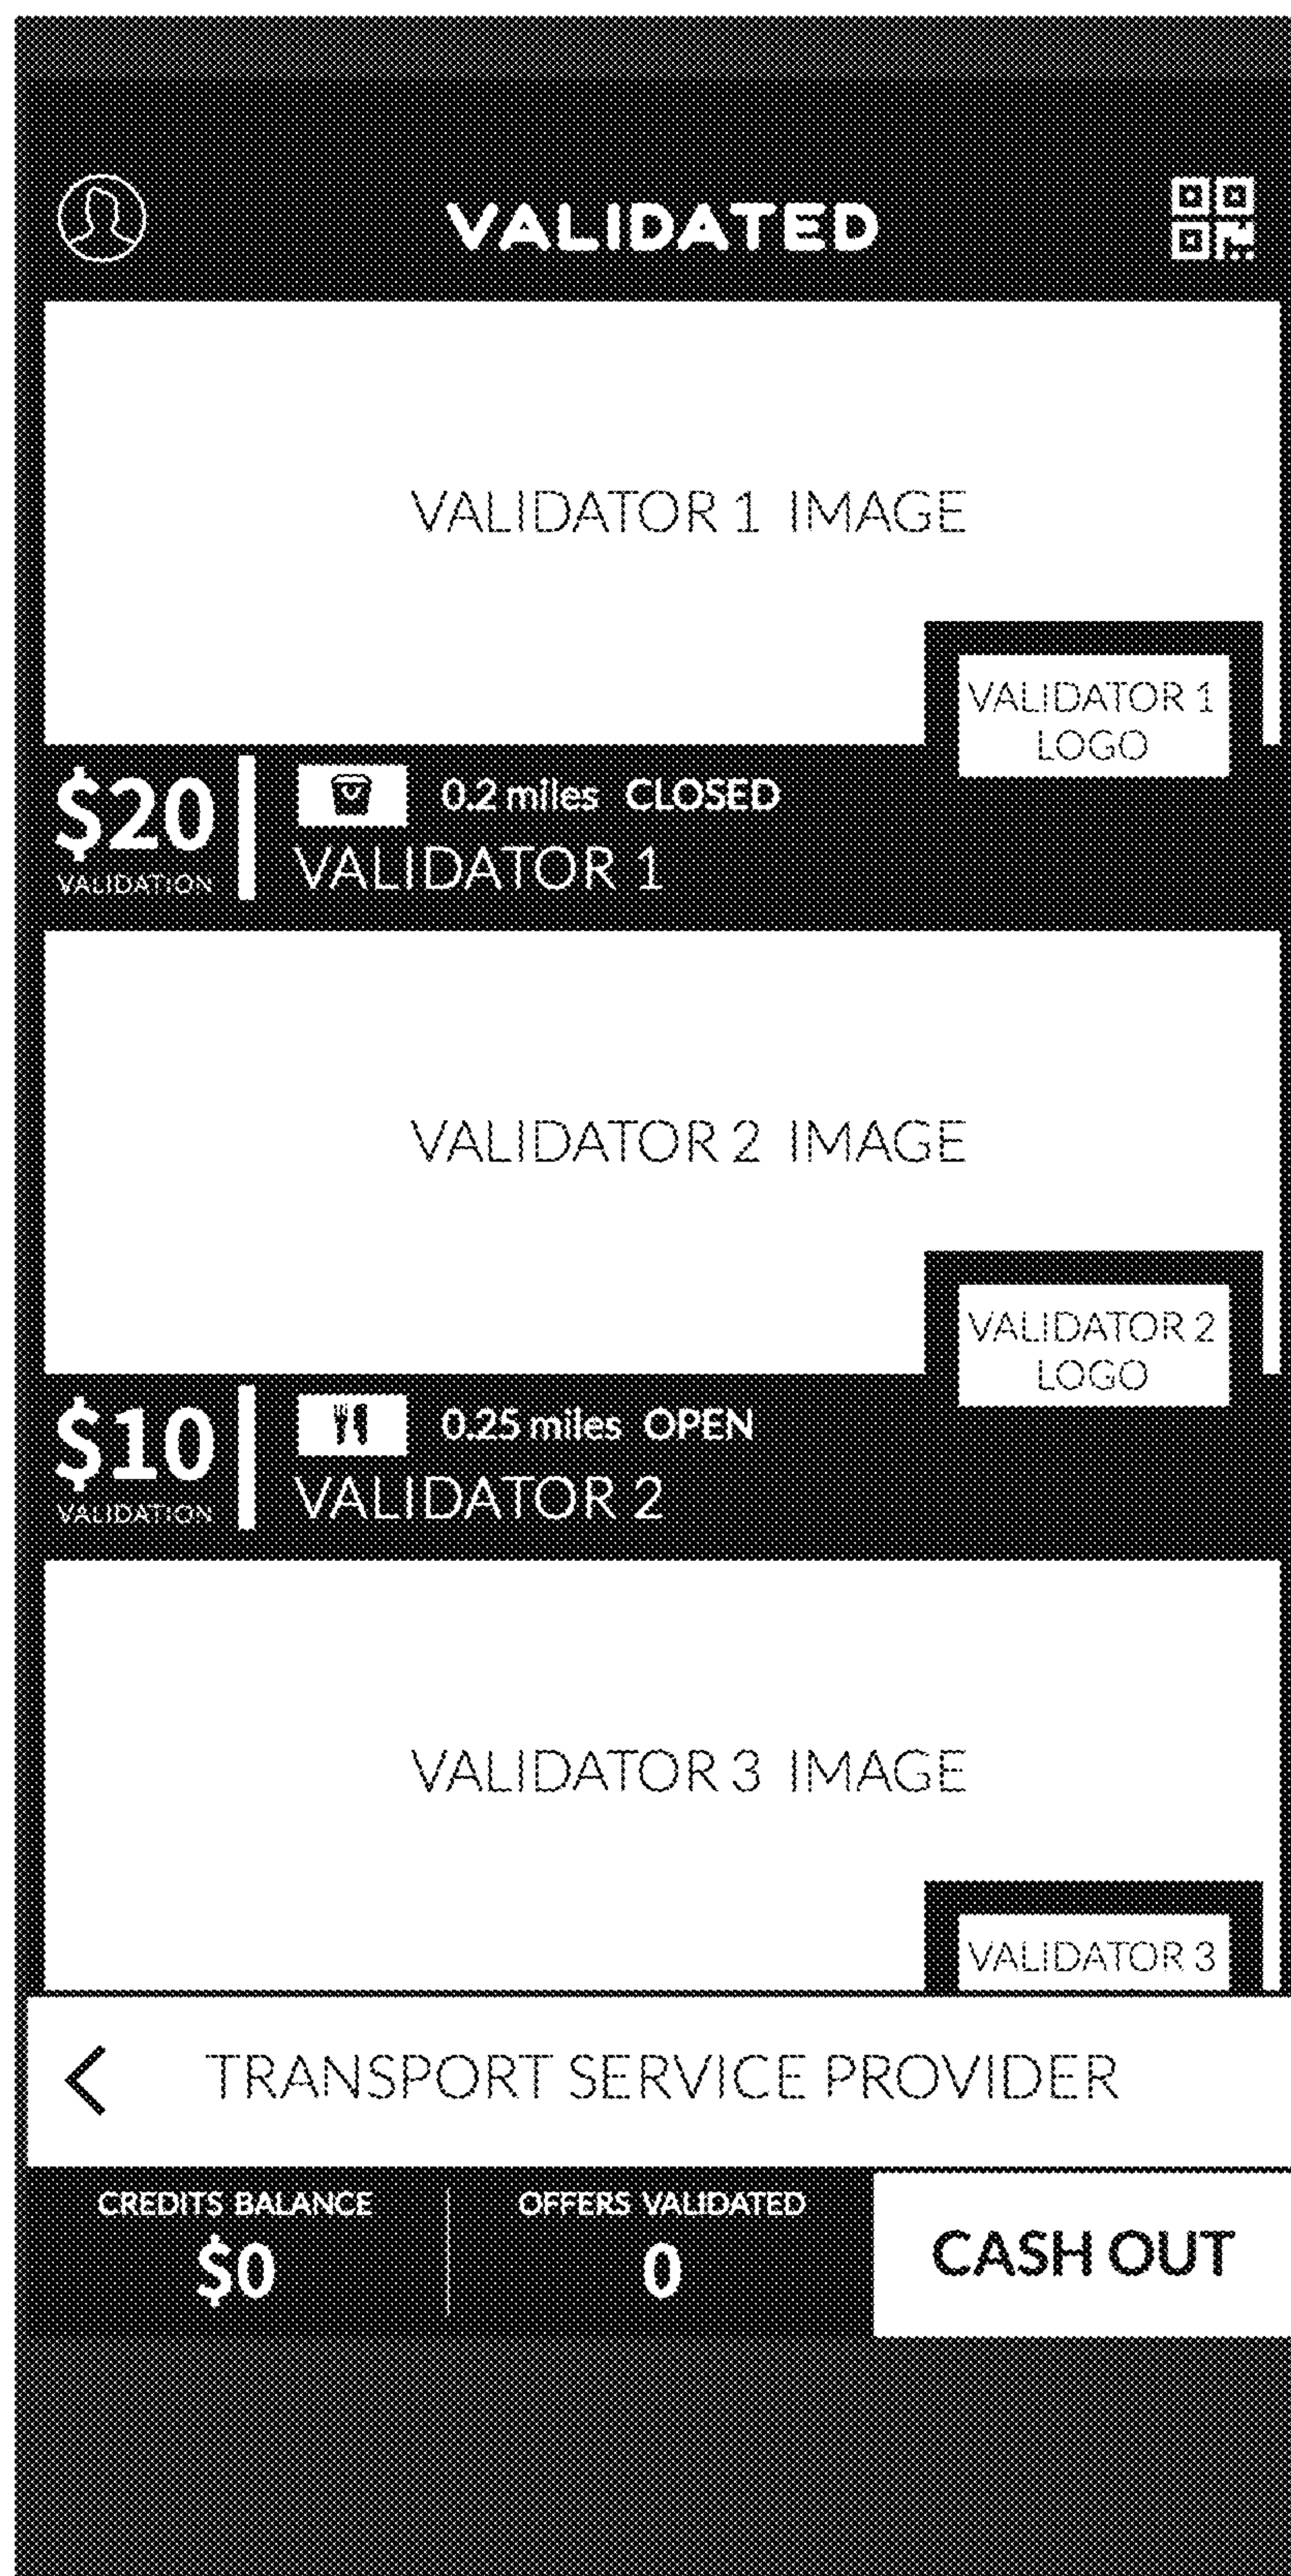 VALIDATED
VALIDATOR 1 IMAGE
VALIDATOR 1
LOGO
$20
VALIDATION
0.2 miles CLOSED
VALIDATOR 1
VALIDATOR 2 IMAGE
VALIDATOR 2
LOGO
$10
VALIDATION
0.25 miles OPEN
VALIDATOR 2
VALIDATOR 3 IMAGE
VALIDATOR 3
TRANSPORT SERVICE PROVIDER
CREDITS BALANCE
$0
OFFERS VALIDATED
0
CASH OUT